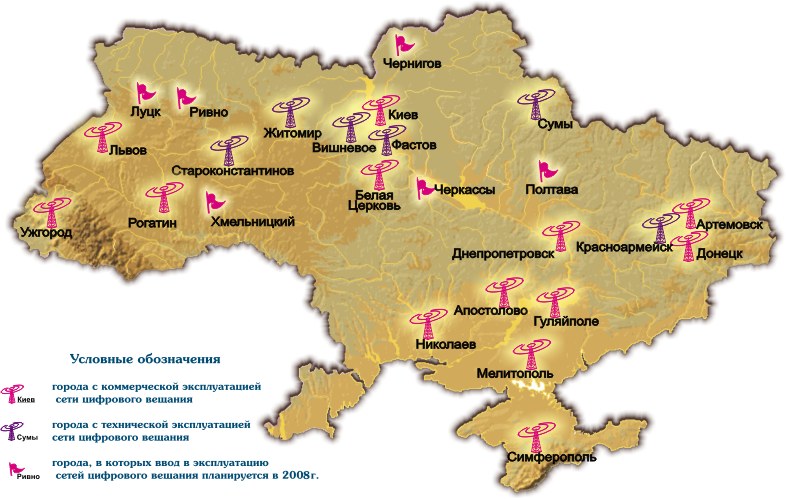 Чернигов
Луцк
Ривно
Киев
Житомир
Сумы
Вишневое
Фастов
Львов
Староконстантинов
Белая
Церковь
Черкассы
Полтава
Ужгород
Рогатин
Хмельницкий
Артемовск
Красноармейск
Днепропетровск
Донецк
Апостолово
Гуляйполе
Николаев
Мелитополь
Симферополь
Условные обозначения
Киев
города с коммерческой эксплуатацией
сети цифрового вещания
Сумы
города с технической эксплуатацией
сети цифрового вещания
Ривно
города, в которых ввод в эксплуатацию
сетей цифрового вещания планируется в 2008г.